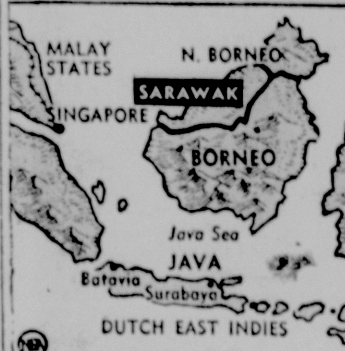 MALAY
STATES
N. BORNEO
SARAWAK
SINGAPORE
BORNEO
Java Sea
JAVA
Batavia
Surabaya
DUTCH EAST INDIES